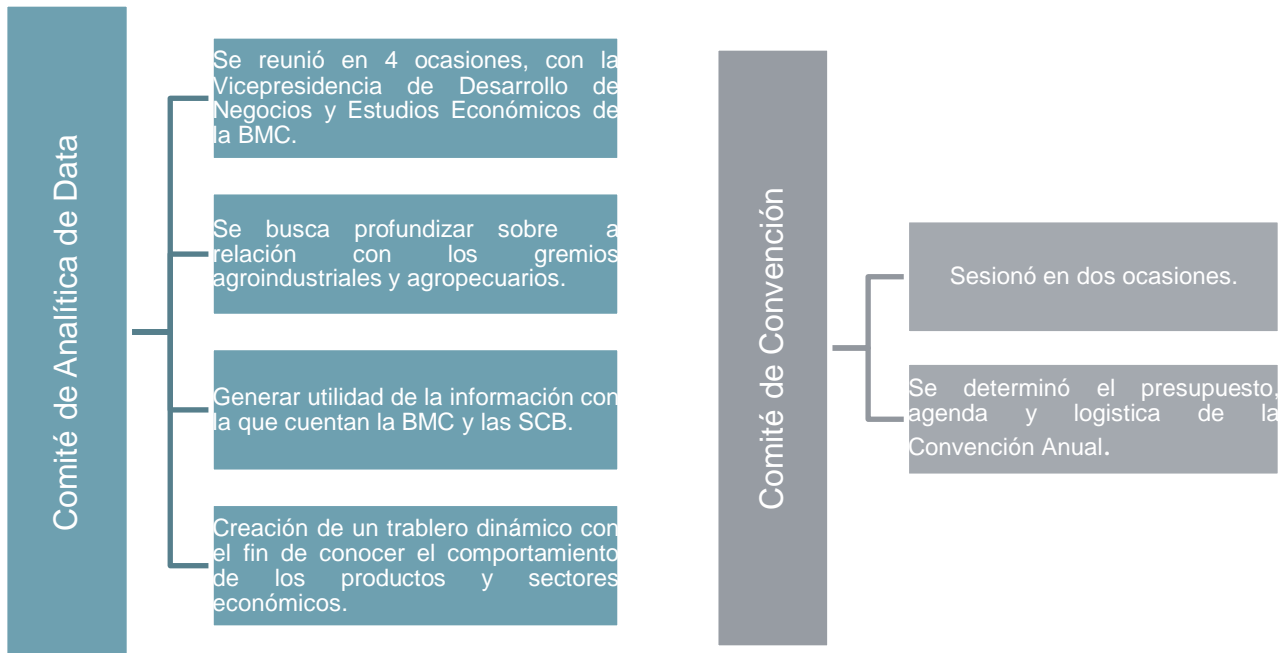 Comité de Analítica de Data
Se reunió en 4 ocasiones, con la
Vicepresidencia de Desarrollo de
Negocios y Estudios Económicos de
la BMC.
Se busca profundizar sobre a
relación con los gremios
agroindustriales y agropecuarios.
Generar utilidad de la información con
la que cuentan la BMC y las SCB.
Creación de un trablero dinámico con
el fin de conocer el comportamiento
de los productos y sectores
económicos.
Comité de Convención
Sesionó en dos ocasiones.
Se determinó el presupuesto,
agenda y logistica de la
Convención Anual.